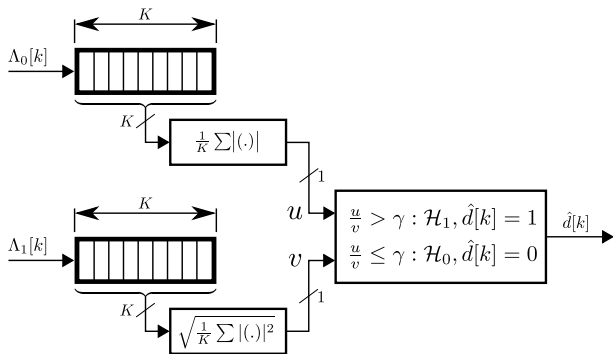 K
Λ₀[k]
K
1/K ∑|(.)|
1
u
u/v > γ : ℋ₁, d̂[k] = 1
u/v ≤ γ : ℋ₀, d̂[k] = 0
d̂[k]
K
Λ₁[k]
v
1
K
√(1/K ∑|(.)|²)